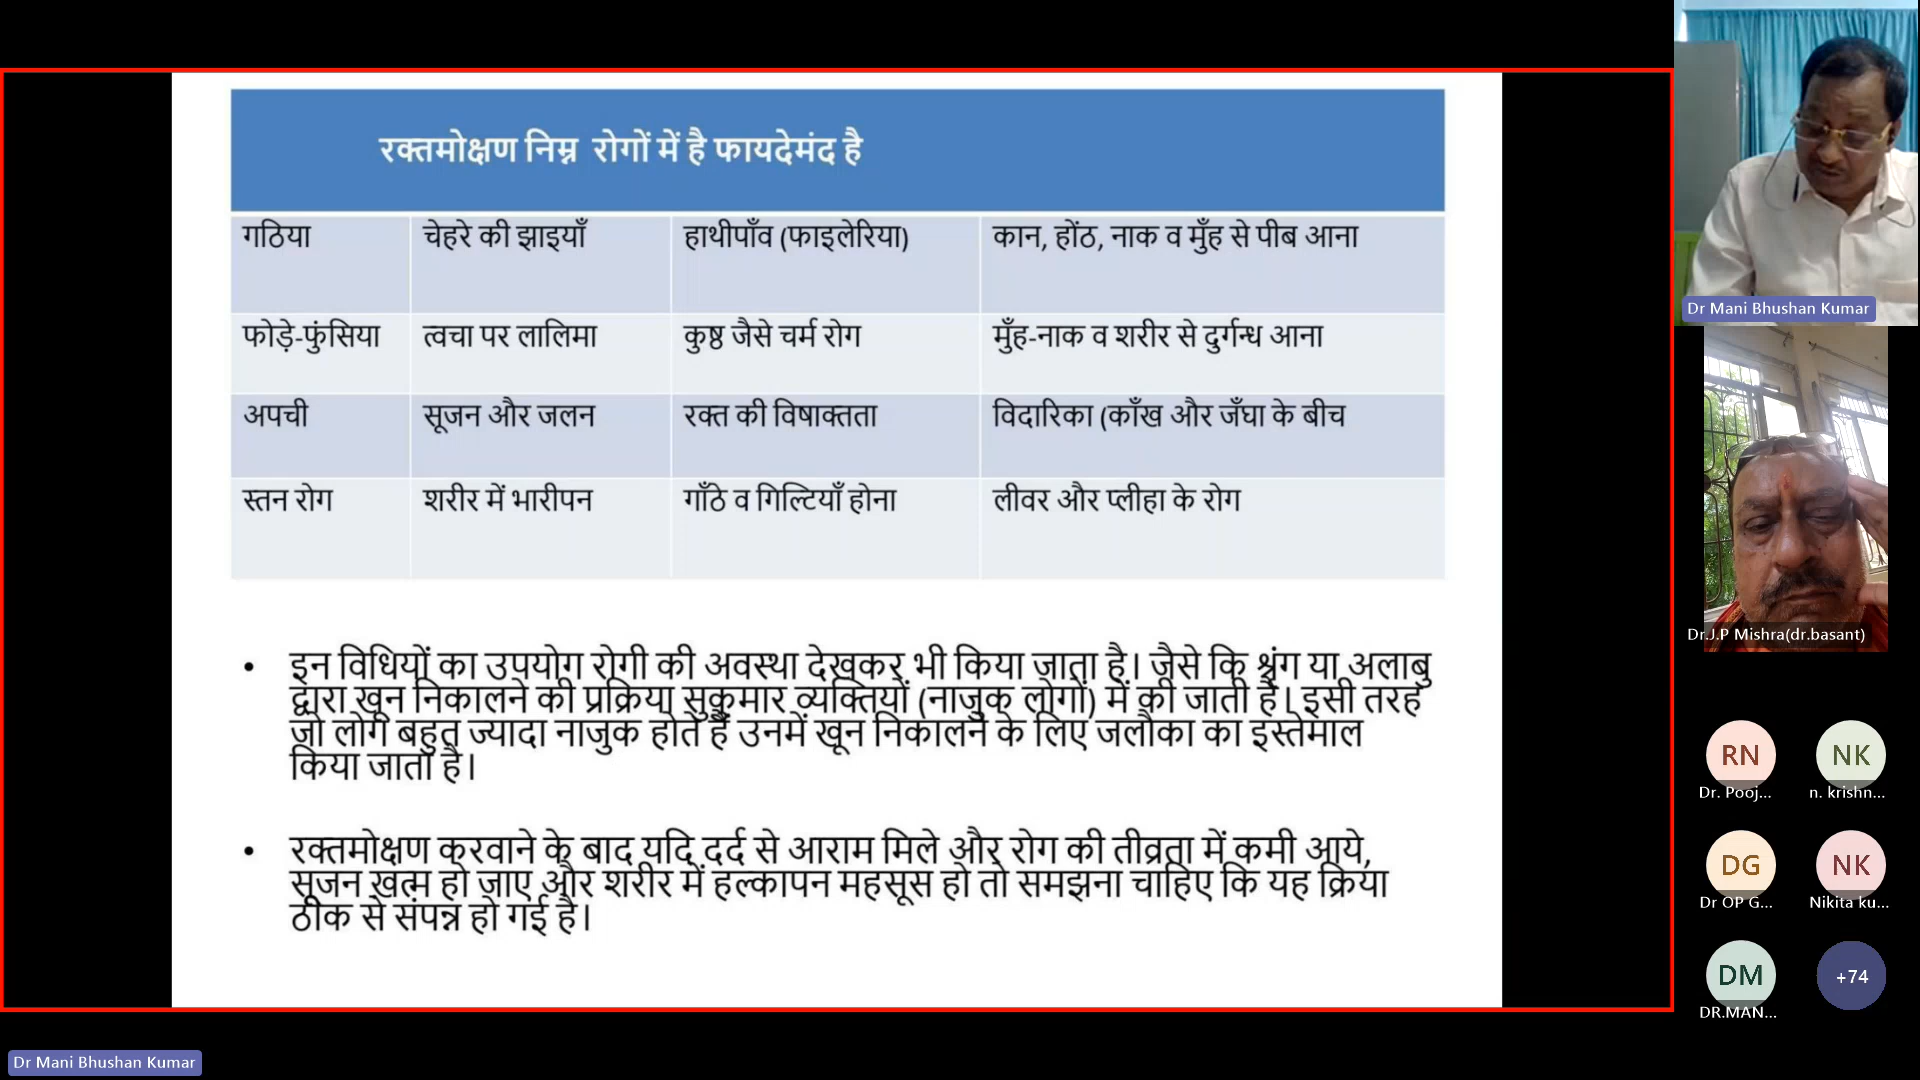 रक्तमोक्षण निम्न रोगों में है फायदेमंद है
गठिया चेहरे की झाइयाँ हाथीपाँव (फाइलेरिया) कान, होंठ, नाक व मुँह से पीब आना
फोड़े-फुंसिया त्वचा पर लालिमा कुष्ठ जैसे चर्म रोग मुँह-नाक व शरीर से दुर्गन्ध आना
अपची सूजन और जलन रक्त की विषाक्तता विदारिका (काँख और जँघा के बीच
स्तन रोग शरीर में भारीपन गाँठे व गिल्टियाँ होना लीवर और प्लीहा के रोग
• इन विधियों का उपयोग रोगी की अवस्था देखकर भी किया जाता है। जैसे कि श्रृंग या अलाबु
द्वारा खून निकालने की प्रक्रिया सुकुमार व्यक्तियों (नाजुक लोगों) में की जाती है। इसी तरह
जो लोग बहुत ज्यादा नाजुक होते हैं उनमें खून निकालने के लिए जलौका का इस्तेमाल
किया जाता है।
• रक्तमोक्षण करवाने के बाद यदि दर्द से आराम मिले और रोग की तीव्रता में कमी आये,
सूजन खत्म हो जाए और शरीर में हल्कापन महसूस हो तो समझना चाहिए कि यह क्रिया
ठीक से संपन्न हो गई है।
Dr Mani Bhushan Kumar
Dr.J.P Mishra(dr.basant)
RN NK
Dr. Pooj... n. krishn...
DG NK
Dr OP G... Nikita ku...
DM +74
DR.MAN...
Dr Mani Bhushan Kumar